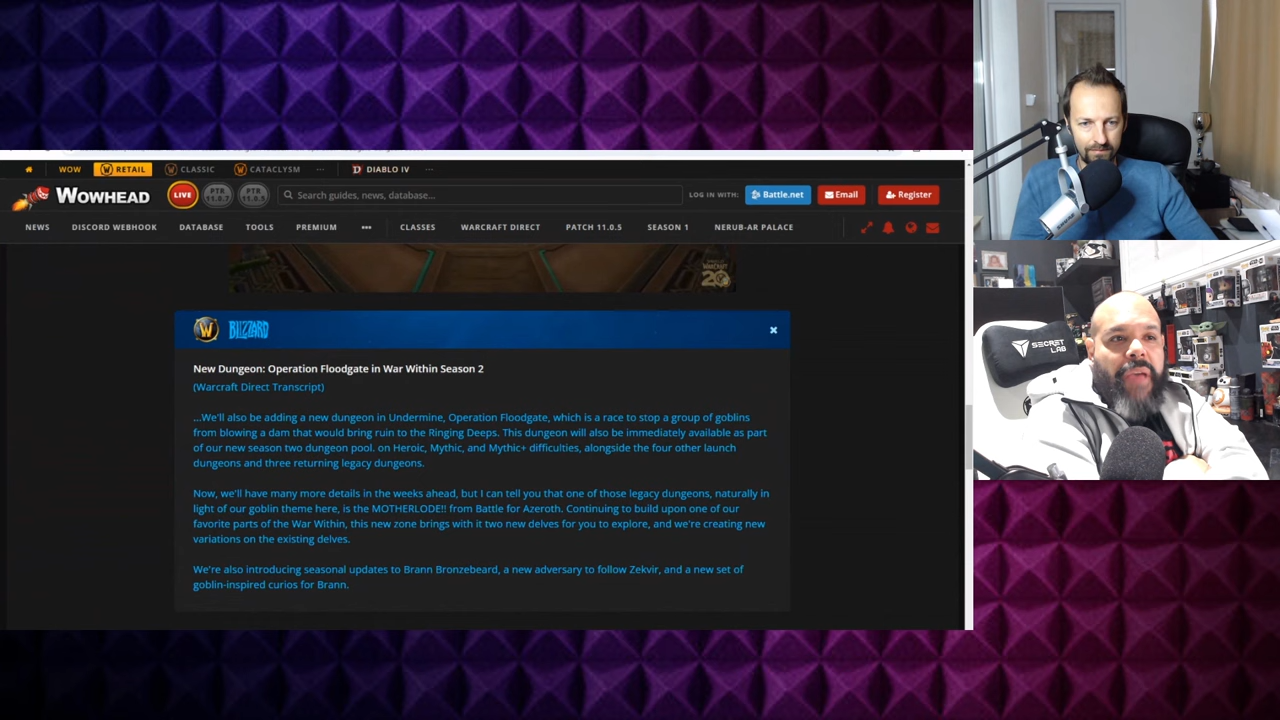 WOW
RETAIL
CLASSIC
CATACLYSM
DIABLO IV
WOWHEAD
LIVE
PTR
11.0.7
PTR
Search guides, news, database...
LOG IN WITH:
Battle.net
Email
Register
NEWS
DISCORD WEBHOOK
DATABASE
TOOLS
PREMIUM
•••
CLASSES
WARCRAFT DIRECT
PATCH 11.0.5
SEASON 1
NERUB-AR PALACE
20
BLIZZARD
New Dungeon: Operation Floodgate in War Within Season 2
(Warcraft Direct Transcript)
...We'll also be adding a new dungeon in Undermine, Operation Floodgate, which is a race to stop a group of goblins
from blowing a dam that would bring ruin to the Ringing Deeps. This dungeon will also be immediately available as part
of our new season two dungeon pool. on Heroic, Mythic, and Mythic+ difficulties, alongside the four other launch
dungeons and three returning legacy dungeons.
Now, we'll have many more details in the weeks ahead, but I can tell you that one of those legacy dungeons, naturally in
light of our goblin theme here, is the MOTHERLODE!! from Battle for Azeroth. Continuing to build upon one of our
favorite parts of the War Within, this new zone brings with it two new delves for you to explore, and we're creating new
variations on the existing delves.
We're also introducing seasonal updates to Brann Bronzebeard, a new adversary to follow Zekvir, and a new set of
goblin-inspired curios for Brann.
SECRET
LAB